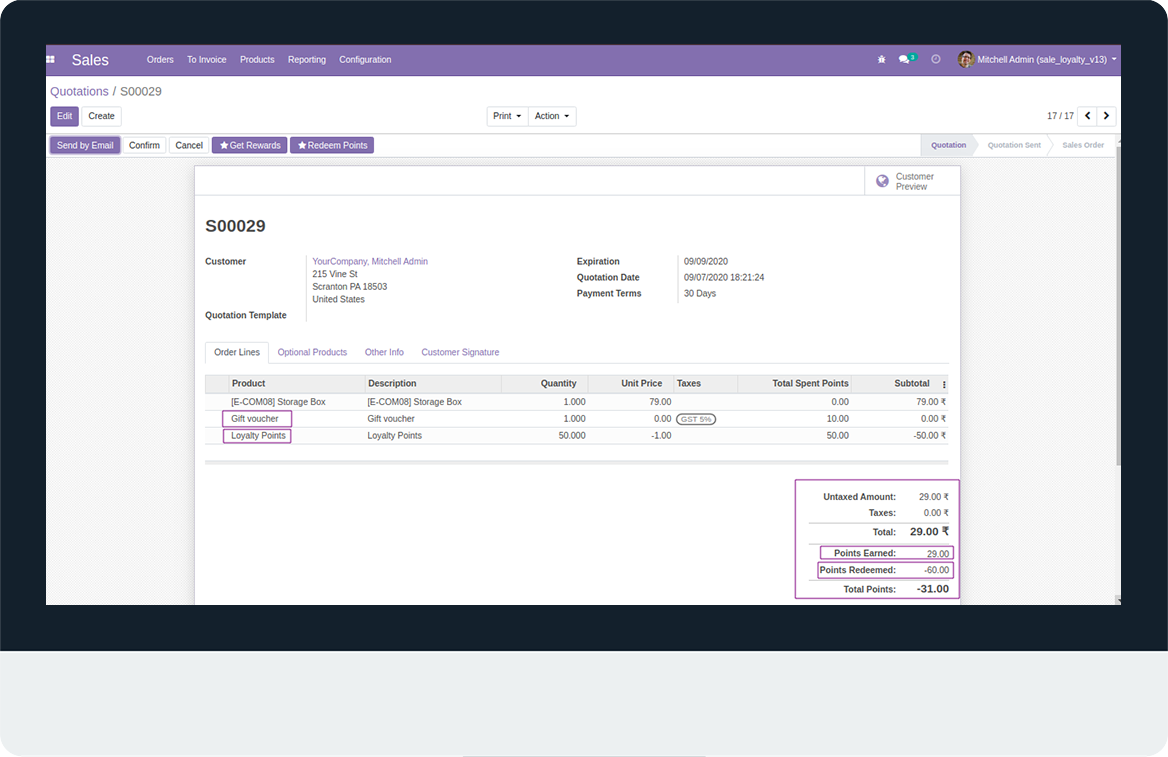 Sales Orders To Invoice Products Reporting Configuration 3 Mitchell Admin (sale_loyalty_v13)
Quotations / S00029
Edit Create Print Action 17 / 17
Send by Email Confirm Cancel Get Rewards Redeem Points Quotation Quotation Sent Sales Order
Customer
Preview
S00029
Customer YourCompany, Mitchell Admin Expiration 09/09/2020
215 Vine St Quotation Date 09/07/2020 18:21:24
Scranton PA 18503 Payment Terms 30 Days
United States
Quotation Template
Order Lines Optional Products Other Info Customer Signature
Product Description Quantity Unit Price Taxes Total Spent Points Subtotal
[E-COM08] Storage Box [E-COM08] Storage Box 1.000 79.00 0.00 79.00 ₹
Gift voucher Gift voucher 1.000 0.00 GST 5% 10.00 0.00 ₹
Loyalty Points Loyalty Points 50.000 -1.00 50.00 -50.00 ₹
Untaxed Amount: 29.00 ₹
Taxes: 0.00 ₹
Total: 29.00 ₹
Points Earned: 29.00
Points Redeemed: -60.00
Total Points: -31.00